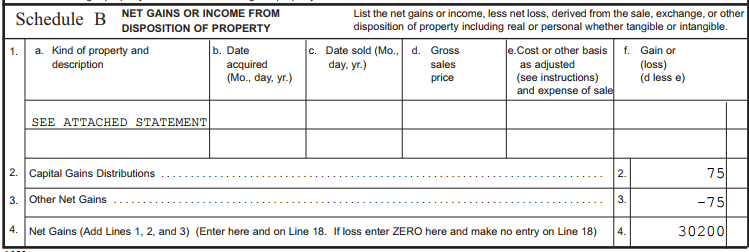 Schedule B NET GAINS OR INCOME FROM DISPOSITION OF PROPERTY List the net gains or income, less net loss, derived from the sale, exchange, or other disposition of property including real or personal whether tangible or intangible.
1. a. Kind of property and description b. Date acquired (Mo., day, yr.) c. Date sold (Mo., day, yr.) d. Gross sales price e.Cost or other basis as adjusted (see instructions) and expense of sale f. Gain or (loss) (d less e)
SEE ATTACHED STATEMENT
2. Capital Gains Distributions 2. 75
3. Other Net Gains 3. -75
4. Net Gains (Add Lines 1, 2, and 3) (Enter here and on Line 18. If loss enter ZERO here and make no entry on Line 18) 4. 30200